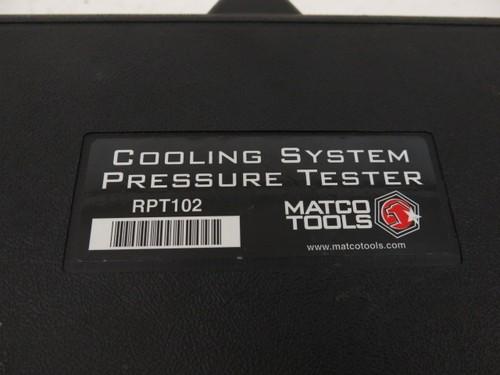 COOLING SYSTEM
PRESSURE TESTER
RPT102
MATCO
TOOLS
www.matcotools.com